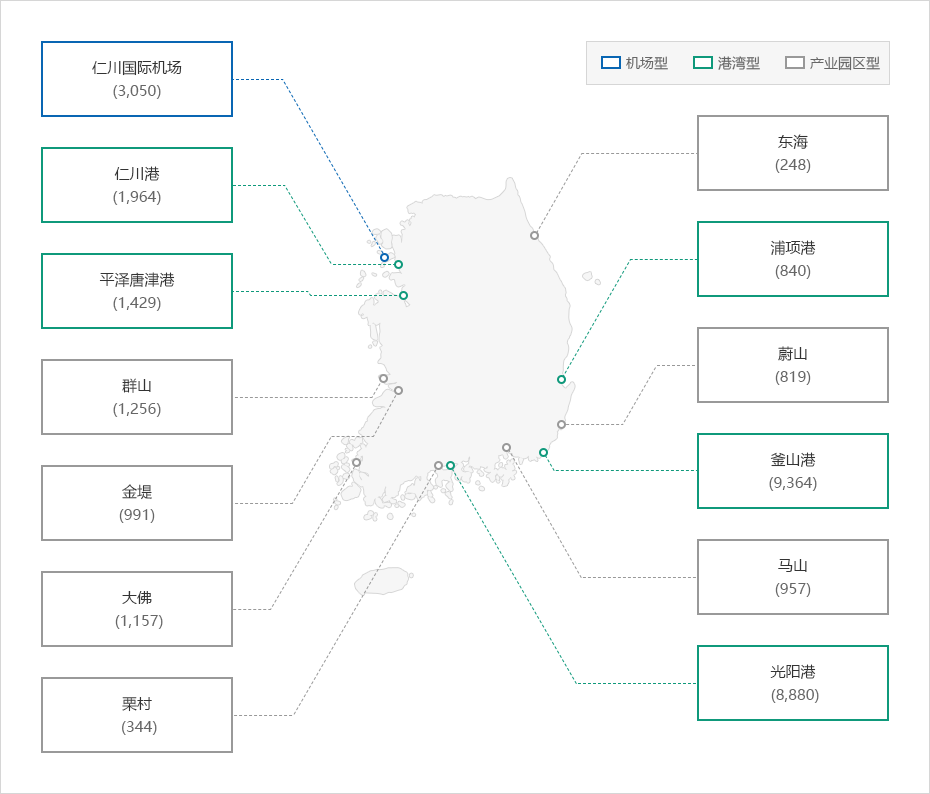 机场型
港湾型
产业园区型
仁川国际机场
(3,050)
仁川港
(1,964)
平泽唐津港
(1,429)
群山
(1,256)
金堤
(991)
大佛
(1,157)
栗村
(344)
东海
(248)
浦项港
(840)
蔚山
(819)
釜山港
(9,364)
马山
(957)
光阳港
(8,880)